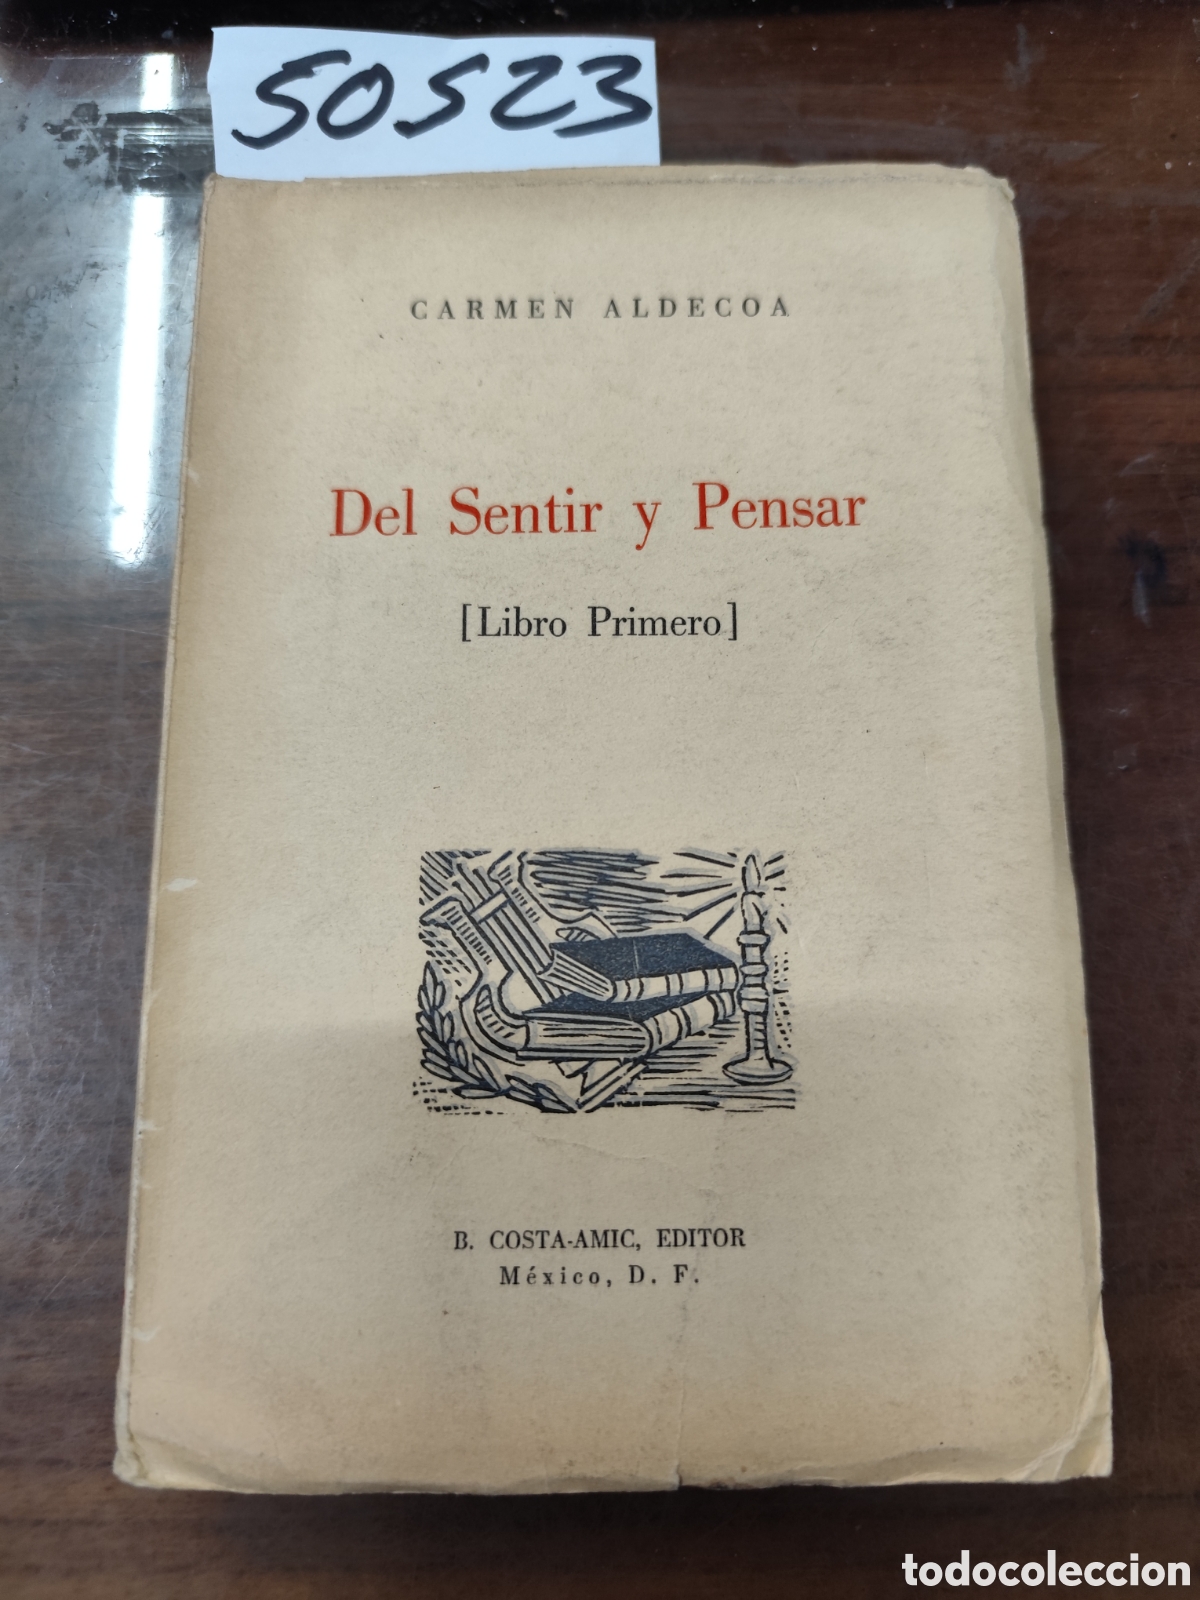 50523
CARMEN ALDECOA
Del Sentir y Pensar
[Libro Primero]
B. COSTA-AMIC, EDITOR
México, D. F.
todocoleccion